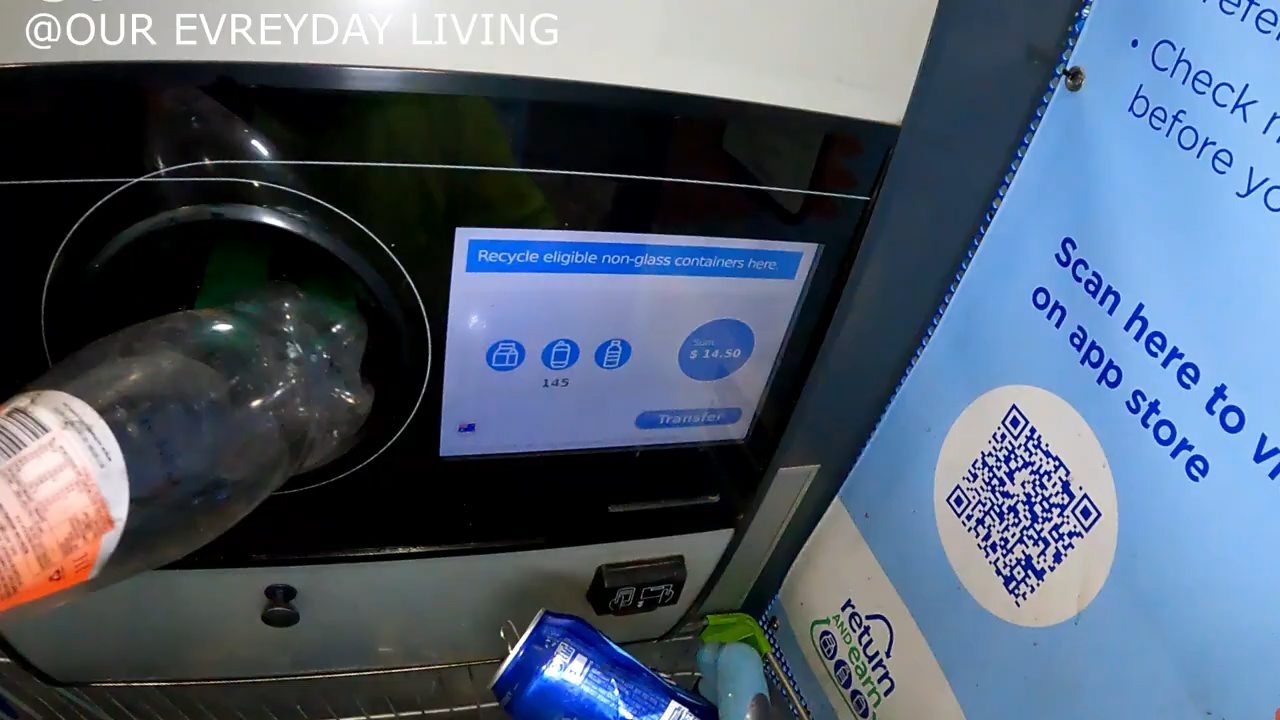 @OUR EVREYDAY LIVING
Recycle eligible non-glass containers here.
Sum:
$ 14.50
145
Transfer
Check
before yo
Scan here to vi
on app store
return
AND
earn